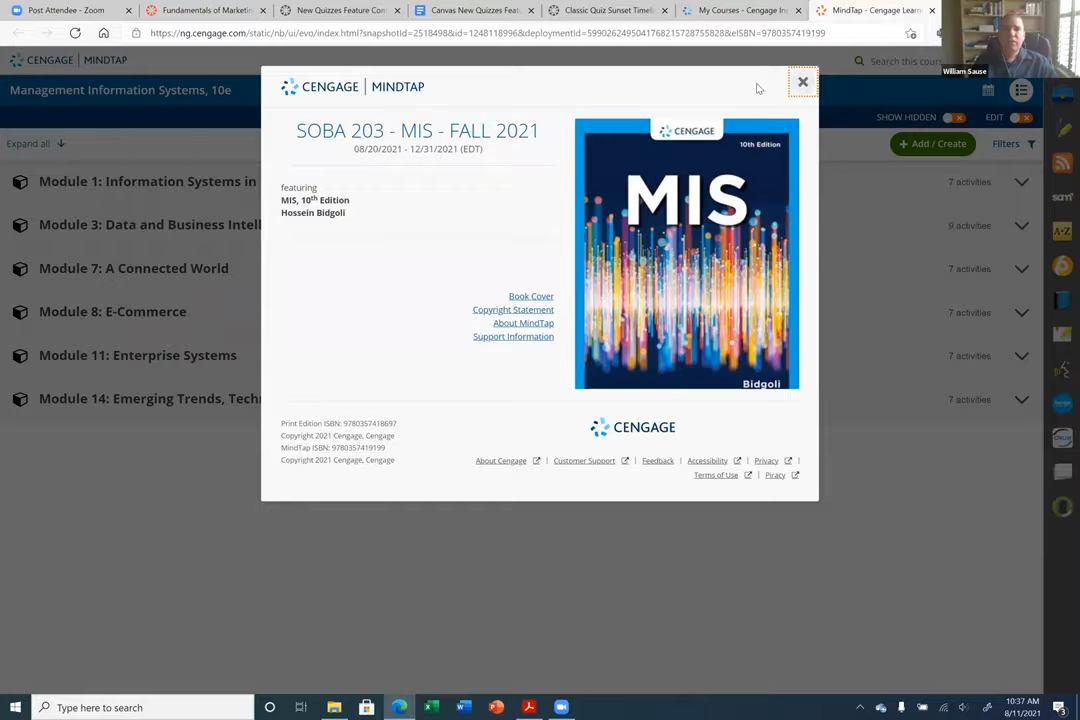 Post Attendee - Zoom
Fundamentals of Marketin
New Quizzes Feature Con
Canvas New Quizzes Featu
Classic Quiz Sunset Timeli
My Courses - Cengage In
MindTap - Cengage Learn
https://ng.cengage.com/static/nb/ui/evo/index.html?snapshotId=2518498&id=1248118996&deploymentId=59902624950417682157287558288&eISBN=9780357419199
CENGAGE | MINDTAP
Search this cours
William Sause
Management Information Systems, 10e
SHOW HIDDEN
EDIT
Expand all
+ Add / Create
Filters
Module 1: Information Systems in
7 activities
Module 3: Data and Business Intell
9 activities
Module 7: A Connected World
7 activities
Module 8: E-Commerce
7 activities
Module 11: Enterprise Systems
7 activities
Module 14: Emerging Trends, Techn
7 activities
CENGAGE | MINDTAP
SOBA 203 - MIS - FALL 2021
08/20/2021 - 12/31/2021 (EDT)
featuring
MIS, 10th Edition
Hossein Bidgoli
Book Cover
Copyright Statement
About MindTap
Support Information
CENGAGE
10th Edition
MIS
Bidgoli
Print Edition ISBN: 9780357418697
Copyright 2021 Cengage, Cengage
MindTap ISBN: 9780357419199
Copyright 2021 Cengage, Cengage
CENGAGE
About Cengage | Customer Support | Feedback | Accessibility | Privacy |
Terms of Use | Piracy
sam
A-Z
Type here to search
10:37 AM
8/11/2021